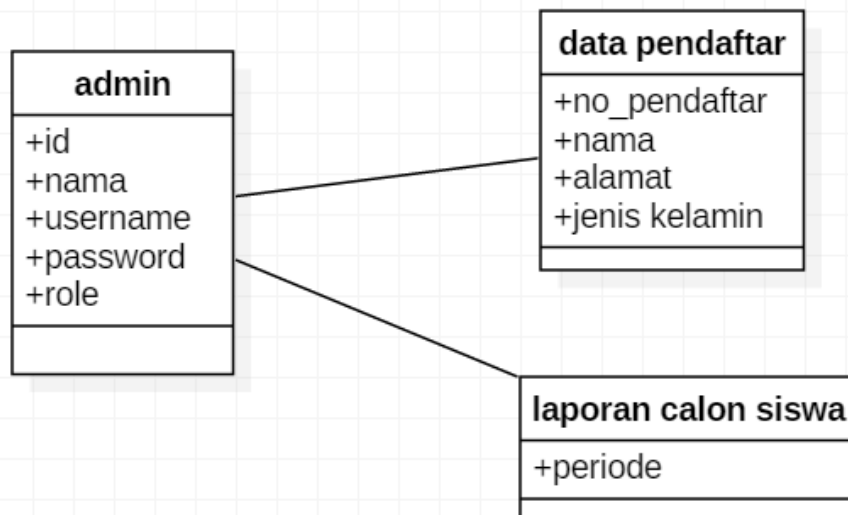 admin
+id
+nama
+username
+password
+role
data pendaftar
+no_pendaftar
+nama
+alamat
+jenis kelamin
laporan calon siswa
+periode